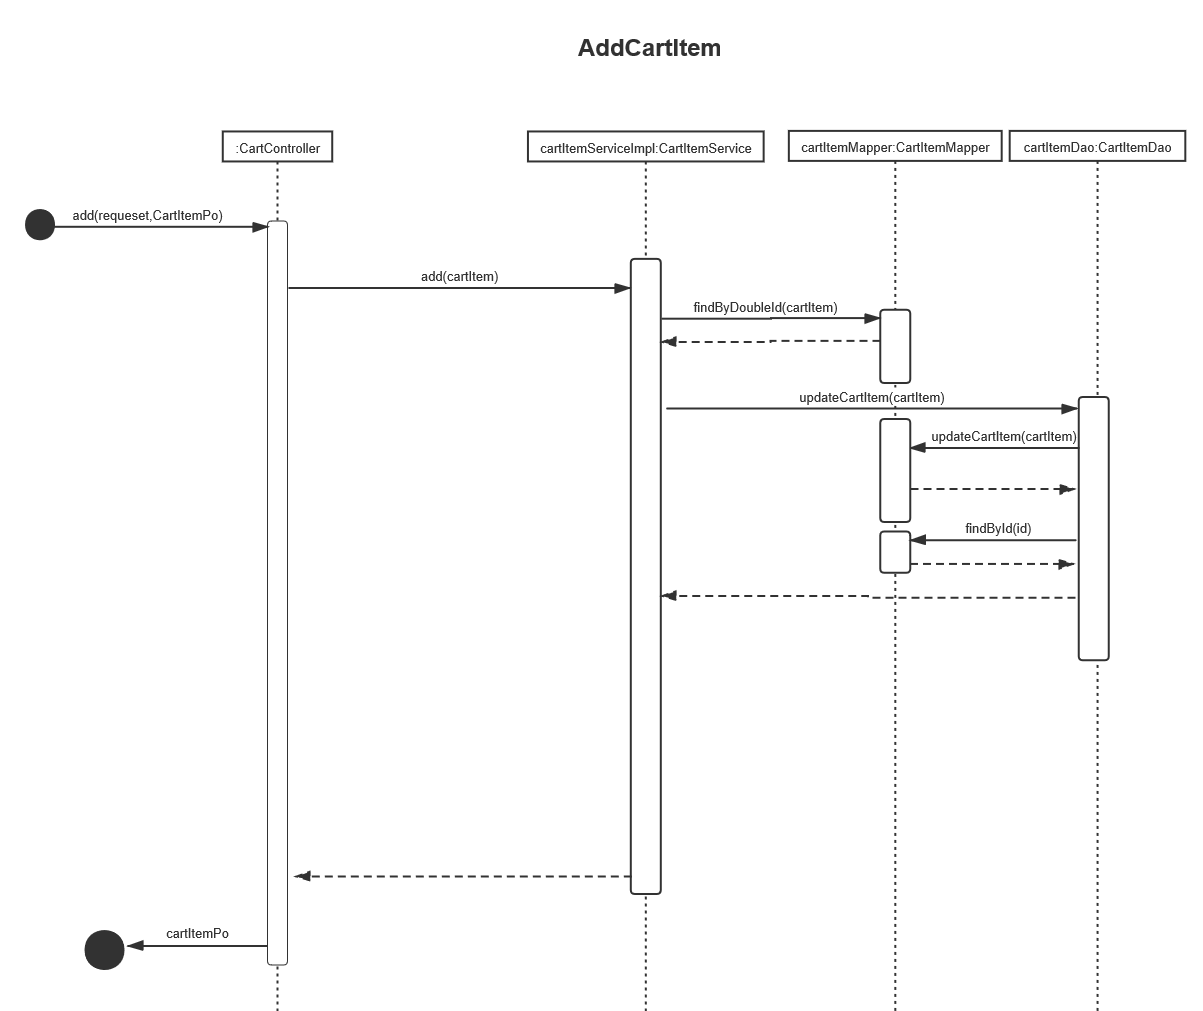 AddCartItem
:CartController
cartItemServiceImpl:CartItemService
cartItemMapper:CartItemMapper
cartItemDao:CartItemDao
add(requeset,CartItemPo)
add(cartItem)
findByDoubleId(cartItem)
updateCartItem(cartItem)
updateCartItem(cartItem)
findById(id)
cartItemPo